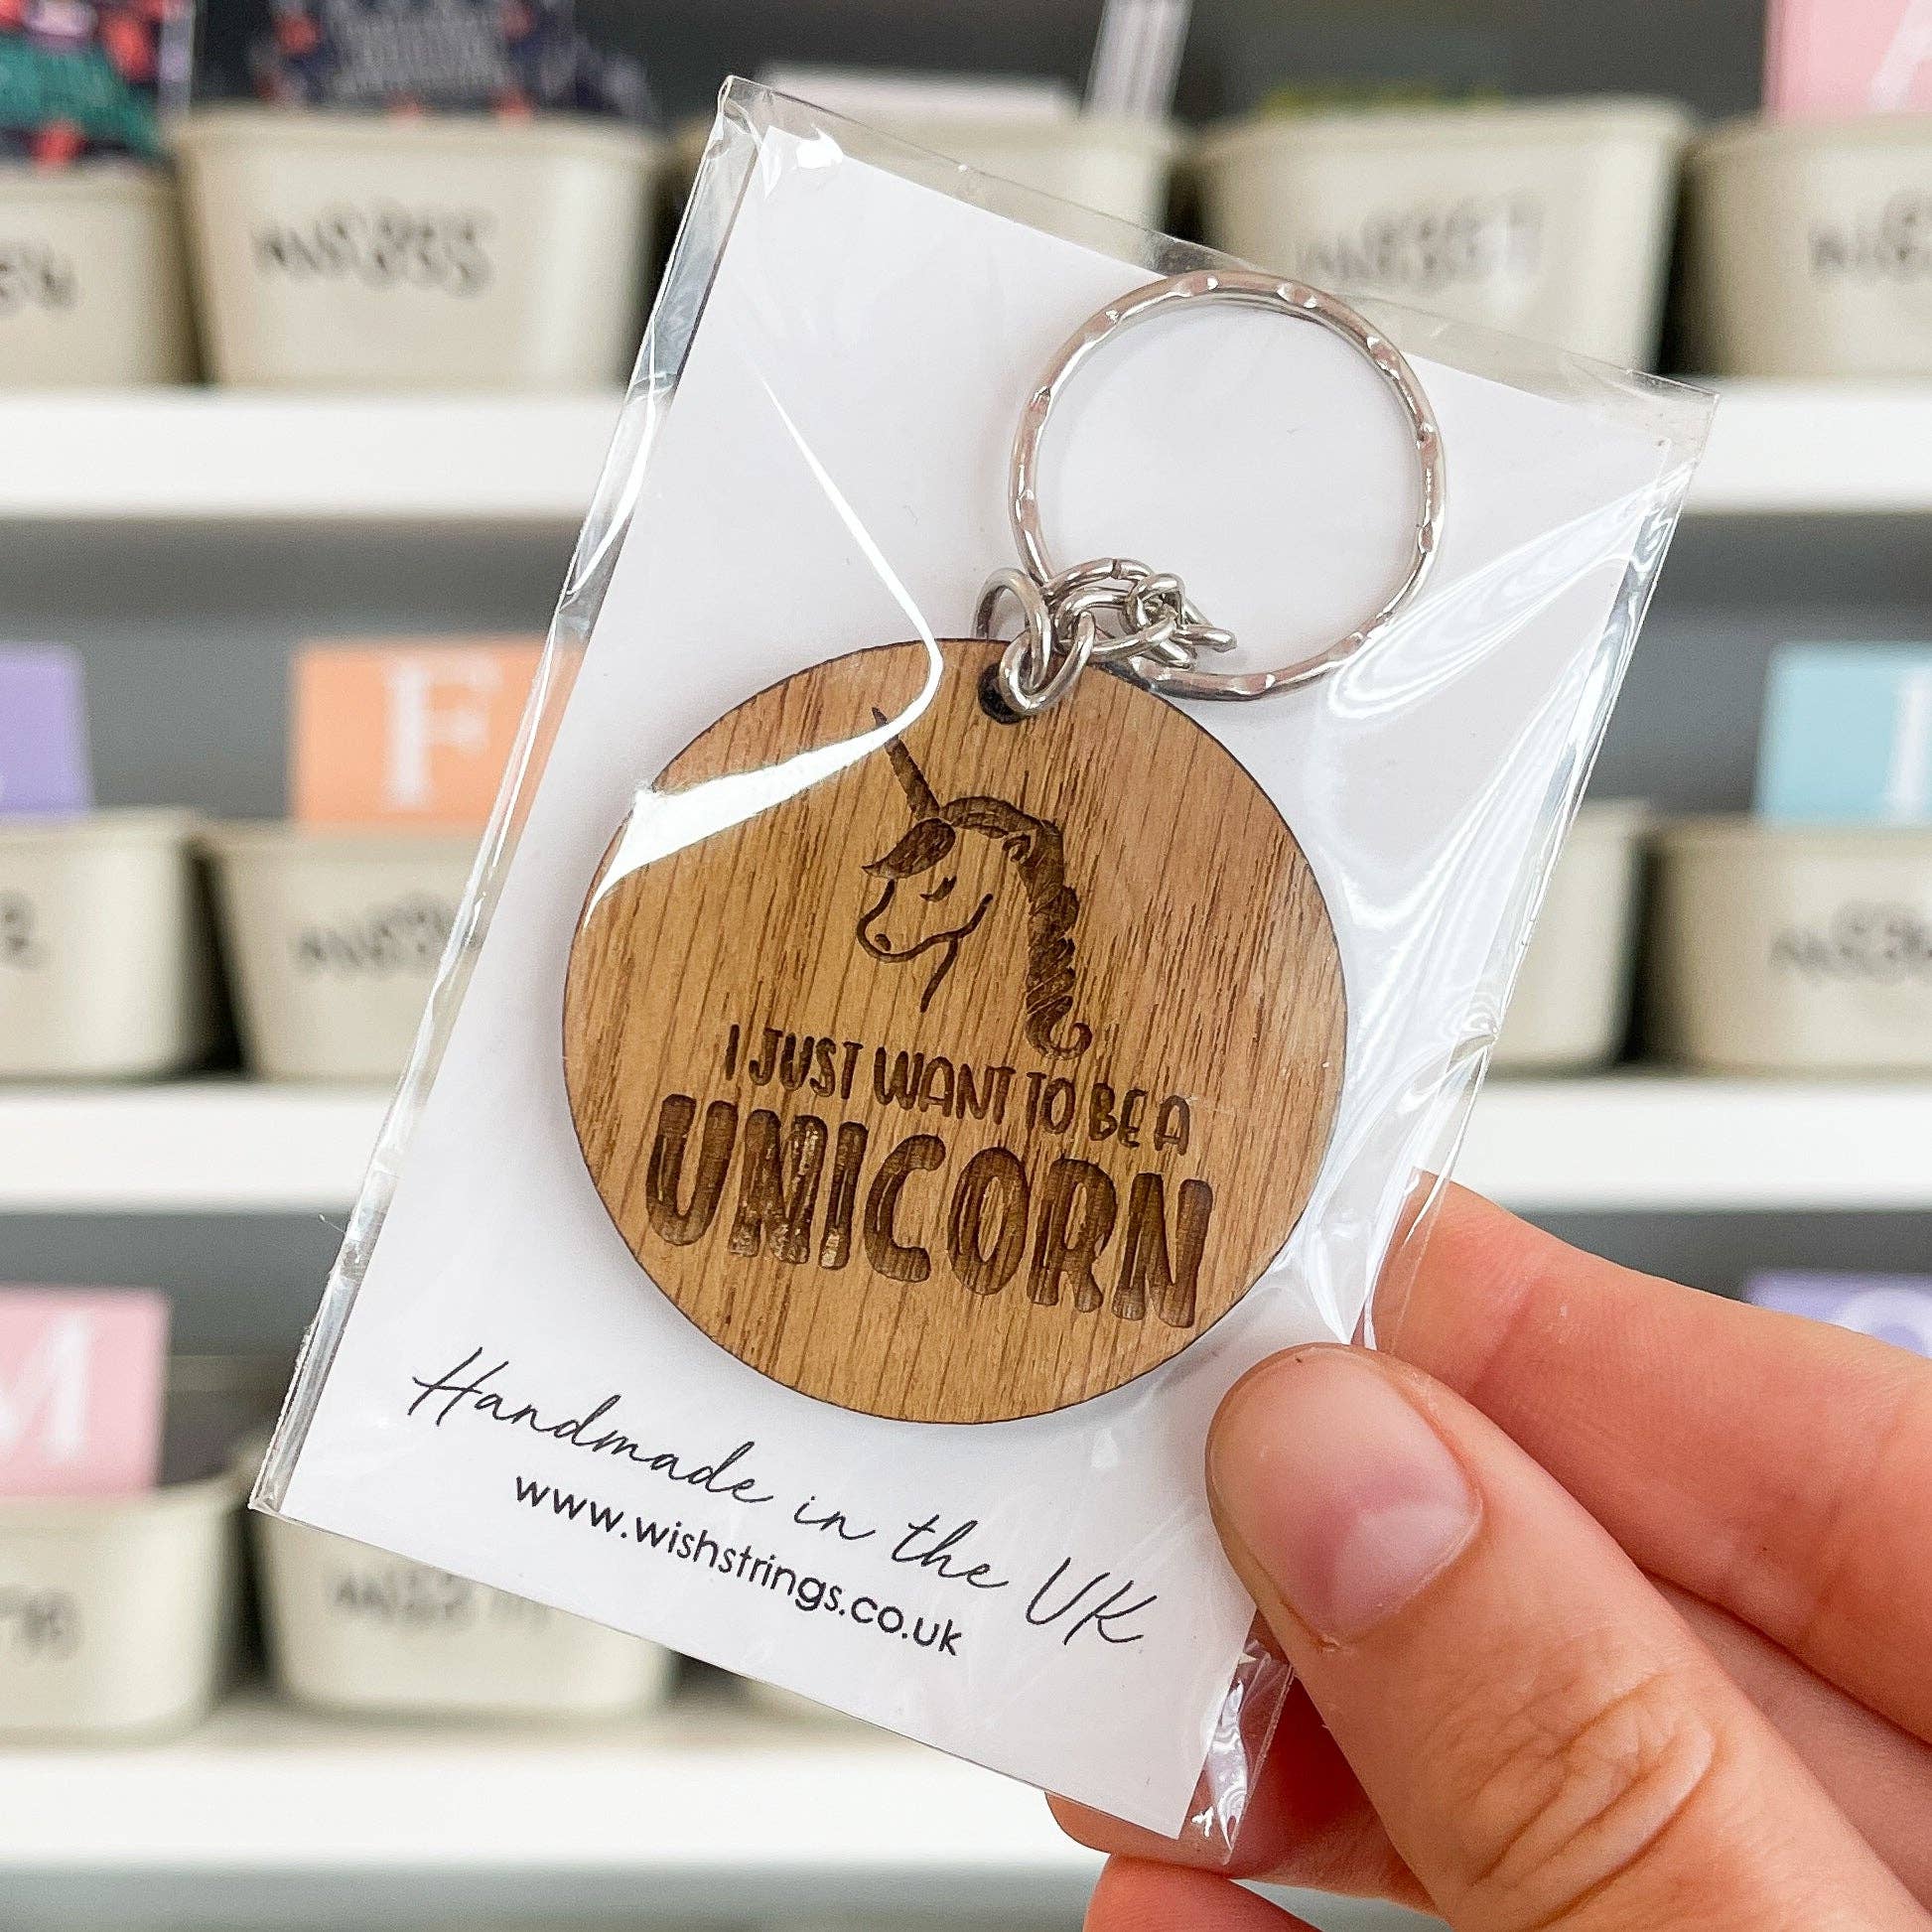 I JUST WANT TO BE A
UNICORN
Handmade in the UK
www.wishstrings.co.uk
F
M